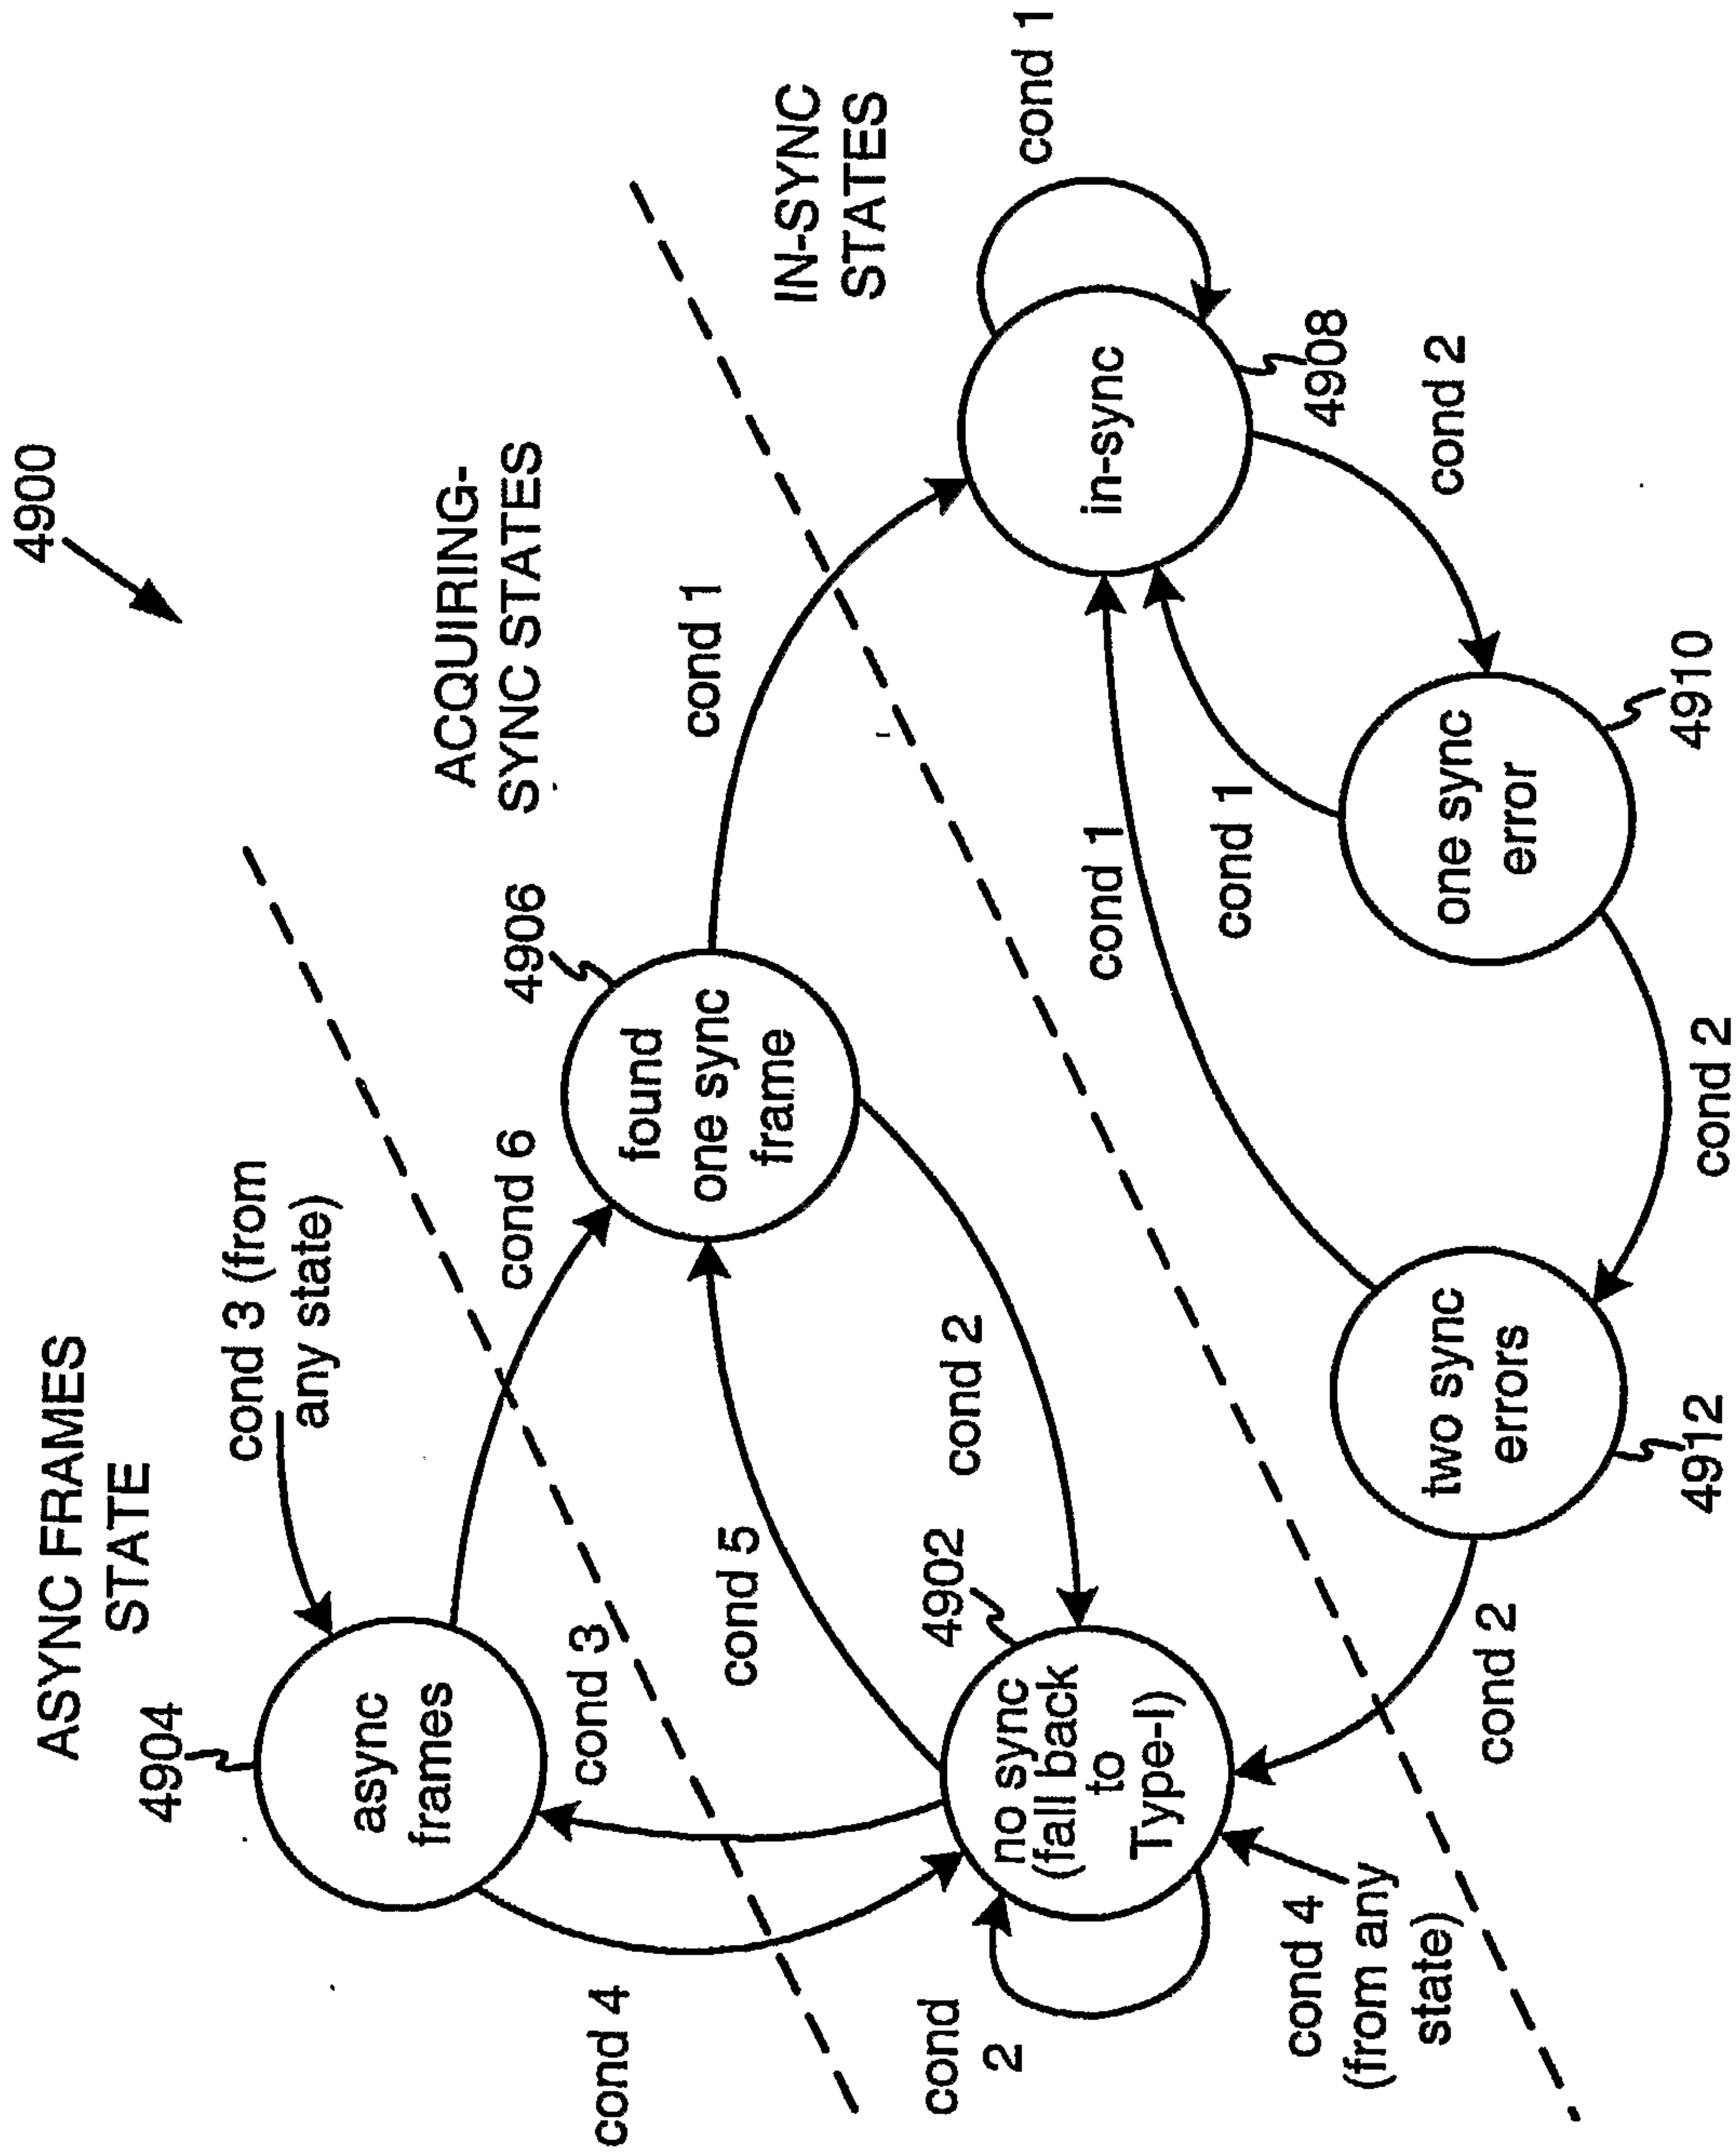 4900
ASYNC FRAMES
STATE
4904
async
frames
cond 3 (from
any state)
ACQUIRING-
SYNC STATES
cond 6
4906
found
one sync
frame
cond 1
IN-SYNC
STATES
cond 4
cond 3
cond 5
cond 2
4902
no sync
(fall back
to
Type-I)
cond
2
cond 4
(from any
state)
cond 1
in-sync
4908
cond 1
cond 1
cond 2
one sync
error
4910
two sync
errors
4912
cond 2
cond 2